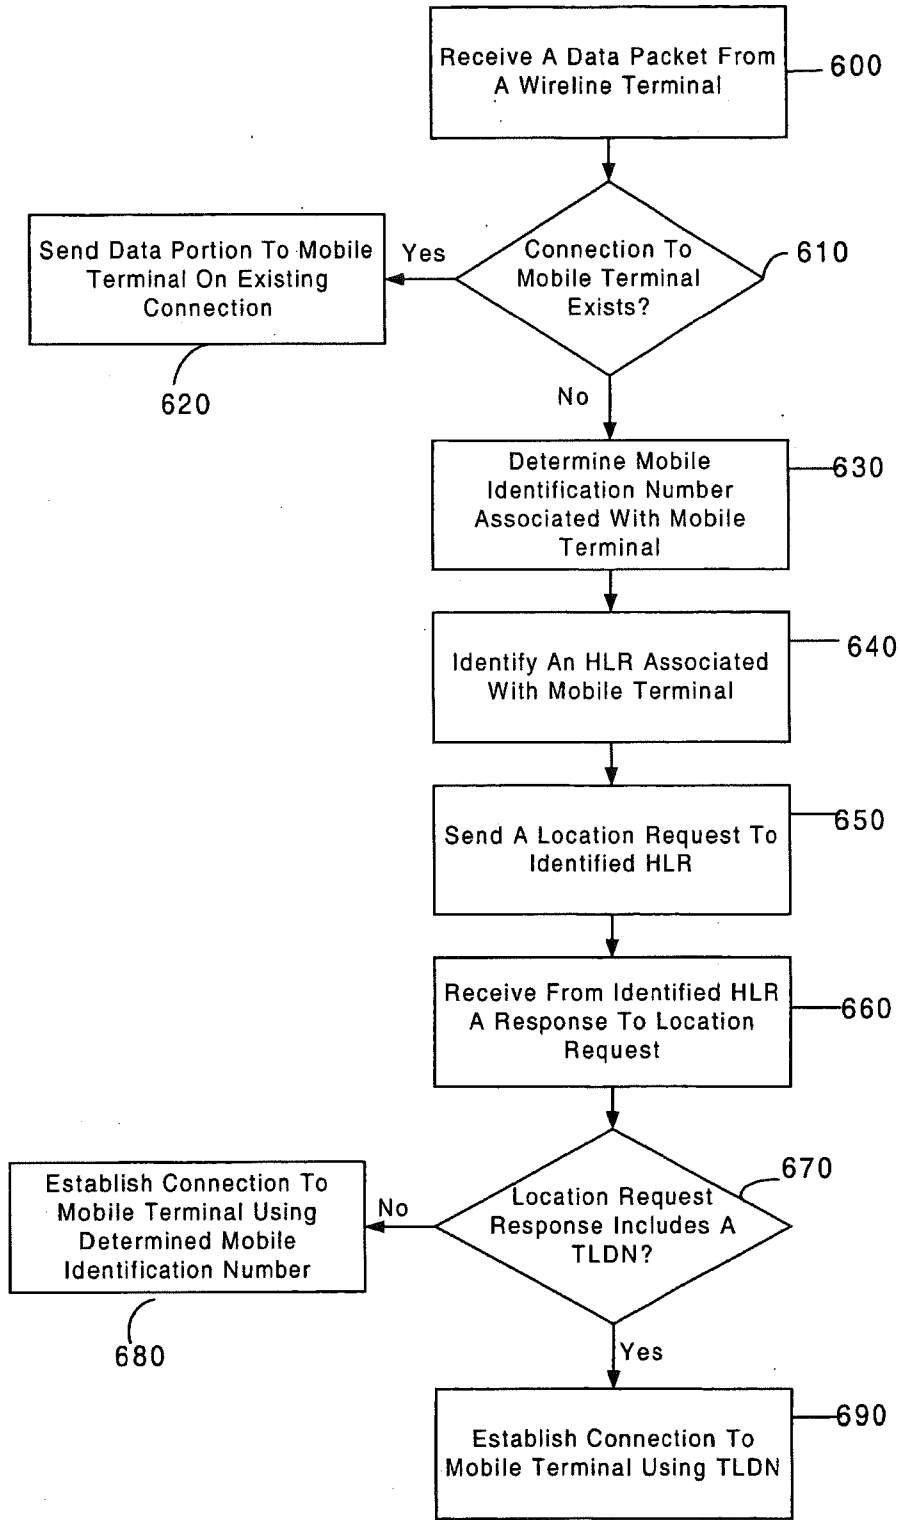 Receive A Data Packet From
A Wireline Terminal
600
Connection To
Mobile Terminal
Exists?
610
Yes
Send Data Portion To Mobile
Terminal On Existing
Connection
620
No
Determine Mobile
Identification Number
Associated With Mobile
Terminal
630
Identify An HLR Associated
With Mobile Terminal
640
Send A Location Request To
Identified HLR
650
Receive From Identified HLR
A Response To Location
Request
660
Location Request
Response Includes A
TLDN?
670
No
Establish Connection To
Mobile Terminal Using
Determined Mobile
Identification Number
680
Yes
Establish Connection To
Mobile Terminal Using TLDN
690